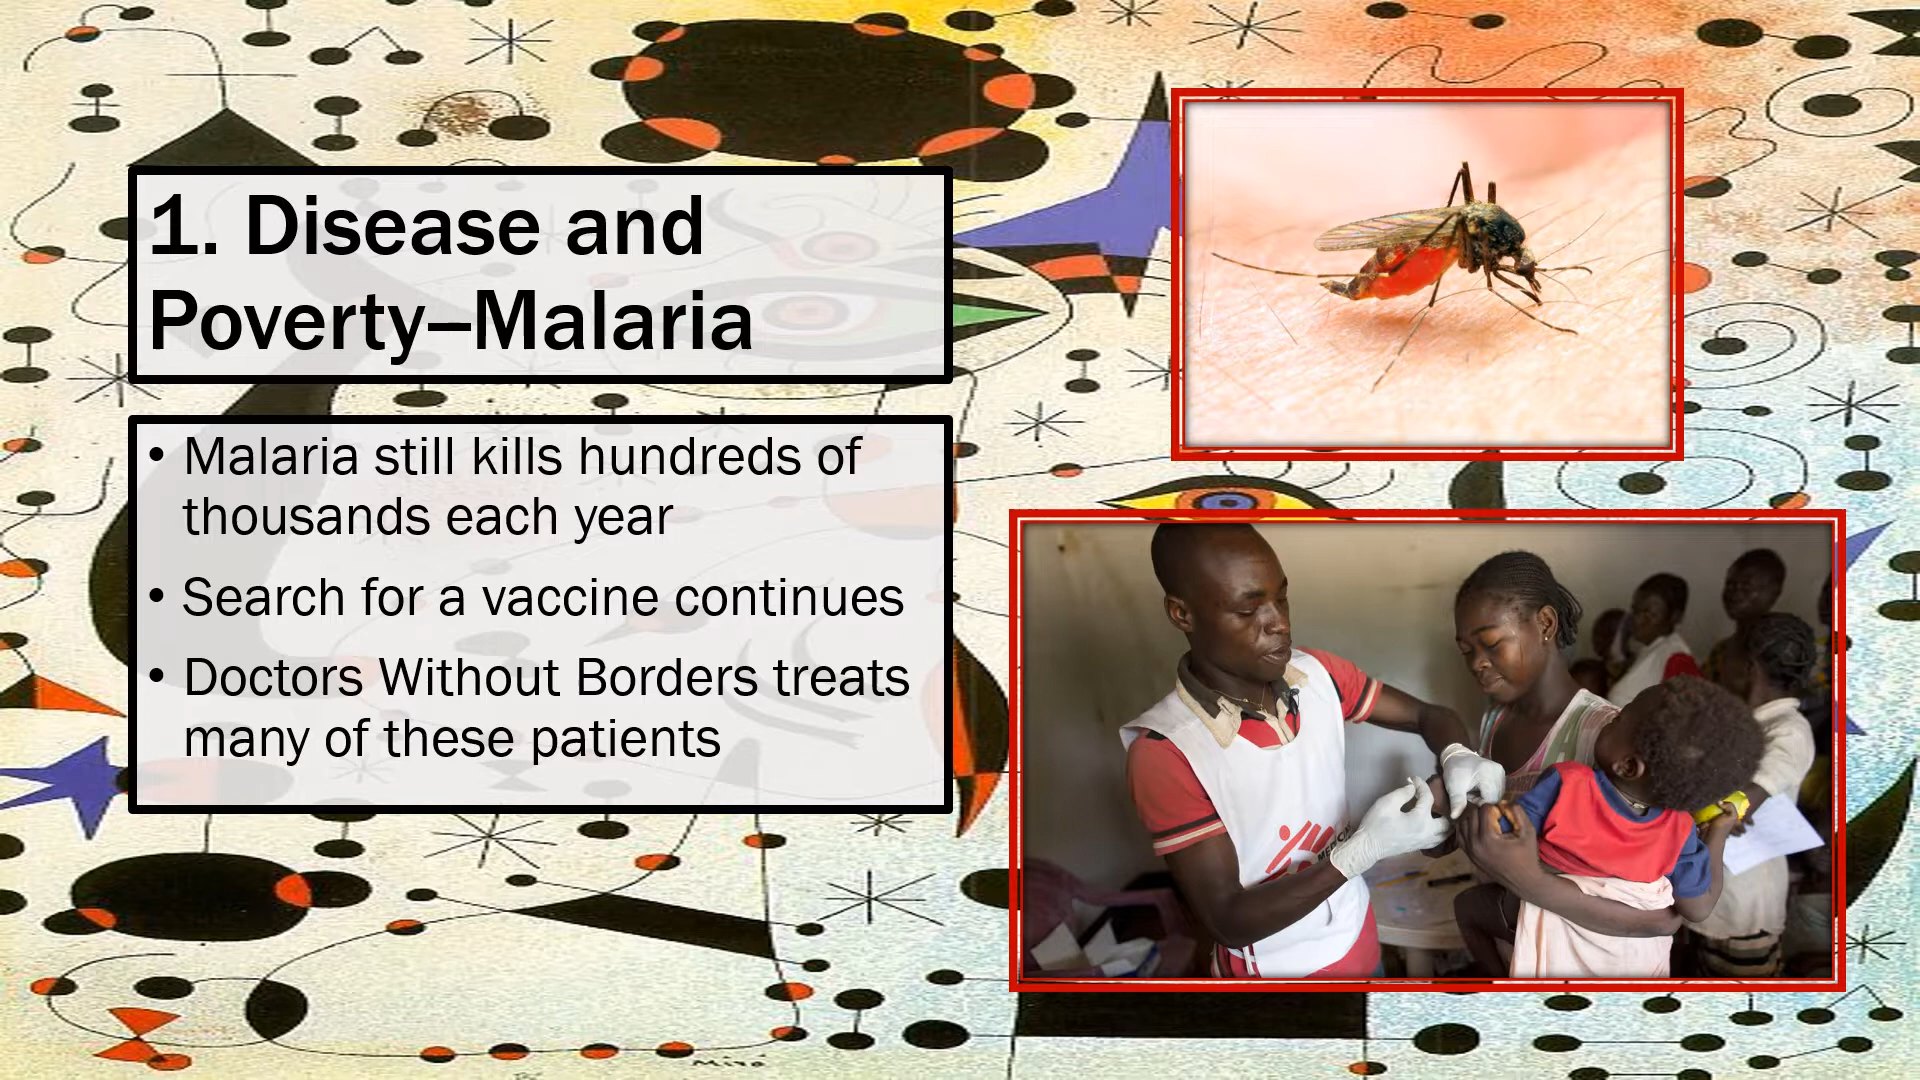 1. Disease and
Poverty–Malaria
• Malaria still kills hundreds of
thousands each year
• Search for a vaccine continues
• Doctors Without Borders treats
many of these patients
Miró